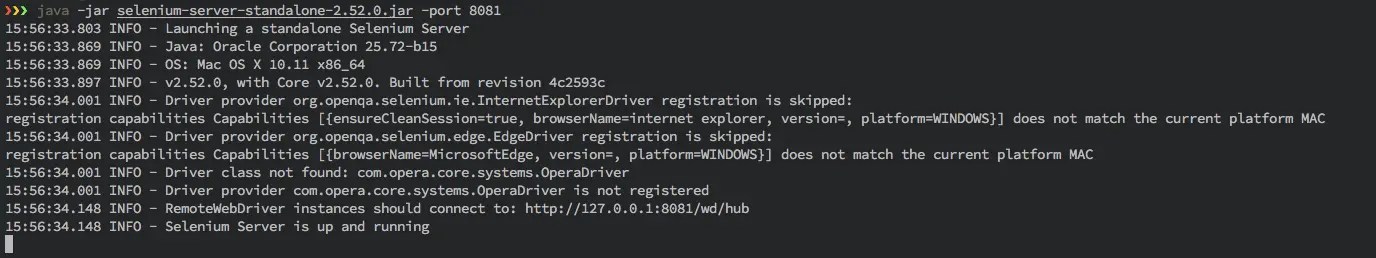 ❯❯❯ java -jar selenium-server-standalone-2.52.0.jar -port 8081
15:56:33.803 INFO - Launching a standalone Selenium Server
15:56:33.869 INFO - Java: Oracle Corporation 25.72-b15
15:56:33.869 INFO - OS: Mac OS X 10.11 x86_64
15:56:33.897 INFO - v2.52.0, with Core v2.52.0. Built from revision 4c2593c
15:56:34.001 INFO - Driver provider org.openqa.selenium.ie.InternetExplorerDriver registration is skipped:
registration capabilities Capabilities [{ensureCleanSession=true, browserName=internet explorer, version=, platform=WINDOWS}] does not match the current platform MAC
15:56:34.001 INFO - Driver provider org.openqa.selenium.edge.EdgeDriver registration is skipped:
registration capabilities Capabilities [{browserName=MicrosoftEdge, version=, platform=WINDOWS}] does not match the current platform MAC
15:56:34.001 INFO - Driver class not found: com.opera.core.systems.OperaDriver
15:56:34.001 INFO - Driver provider com.opera.core.systems.OperaDriver is not registered
15:56:34.148 INFO - RemoteWebDriver instances should connect to: http://127.0.0.1:8081/wd/hub
15:56:34.148 INFO - Selenium Server is up and running